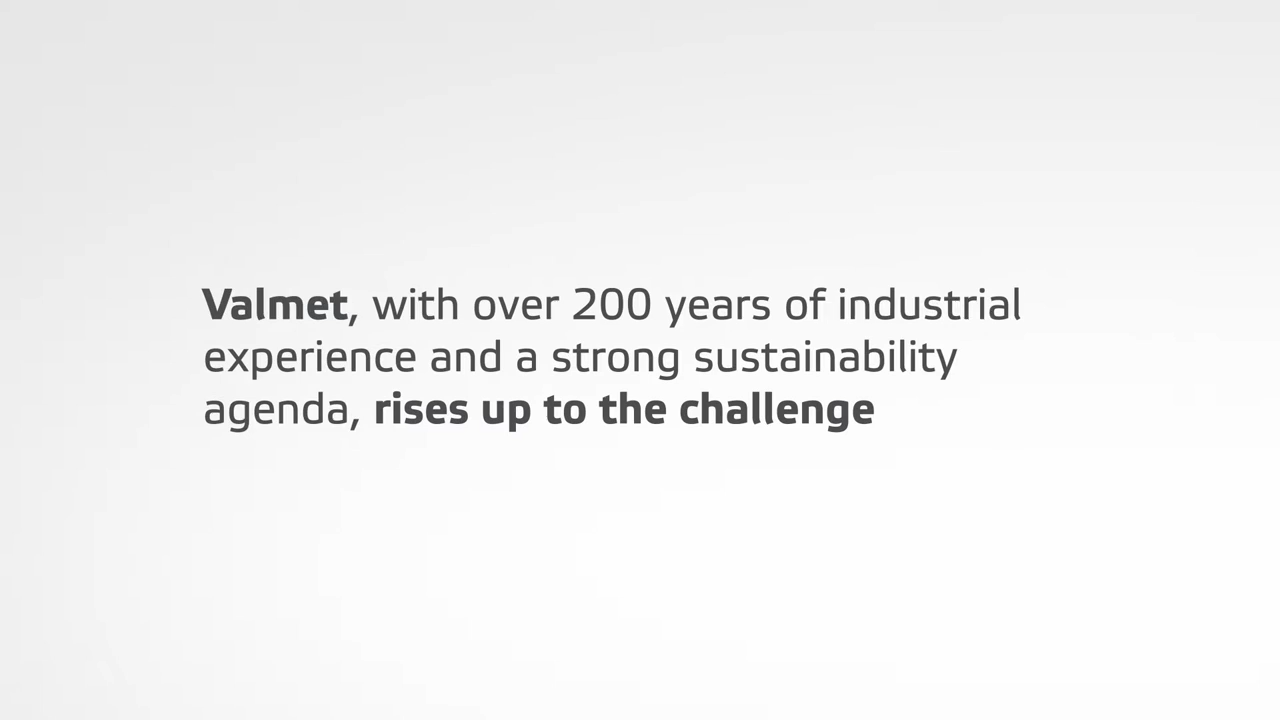 Valmet, with over 200 years of industrial
experience and a strong sustainability
agenda, rises up to the challenge